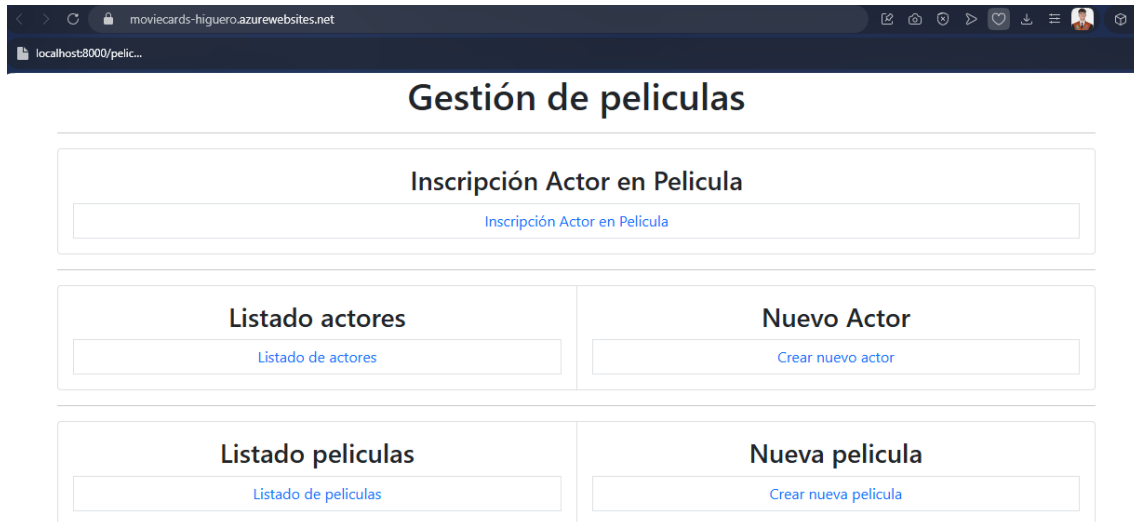 moviecards-higuero.azurewebsites.net
localhost:8000/pelic...
Gestión de peliculas
Inscripción Actor en Pelicula
Inscripción Actor en Pelicula
Listado actores
Listado de actores
Nuevo Actor
Crear nuevo actor
Listado peliculas
Listado de peliculas
Nueva pelicula
Crear nueva pelicula